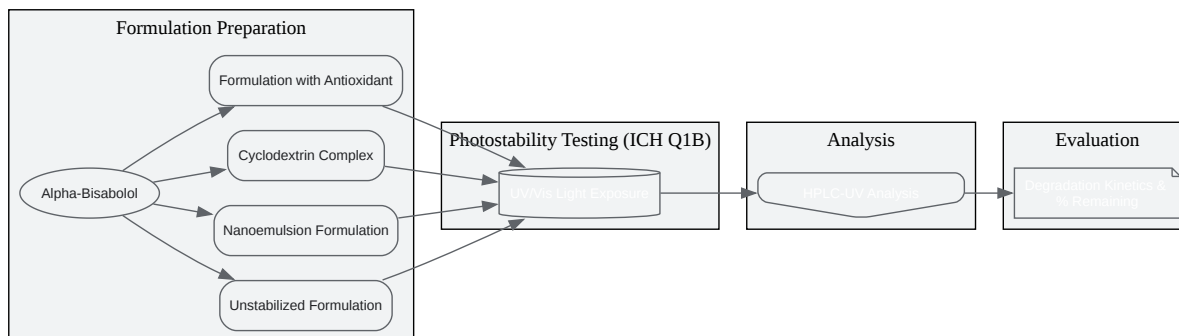 Formulation Preparation
Formulation with Antioxidant
Cyclodextrin Complex
Alpha-Bisabolol
Nanoemulsion Formulation
Unstabilized Formulation
Photostability Testing (ICH Q1B)
UV/Vis Light Exposure
Analysis
HPLC-UV Analysis
Evaluation
Degradation Kinetics &
% Remaining